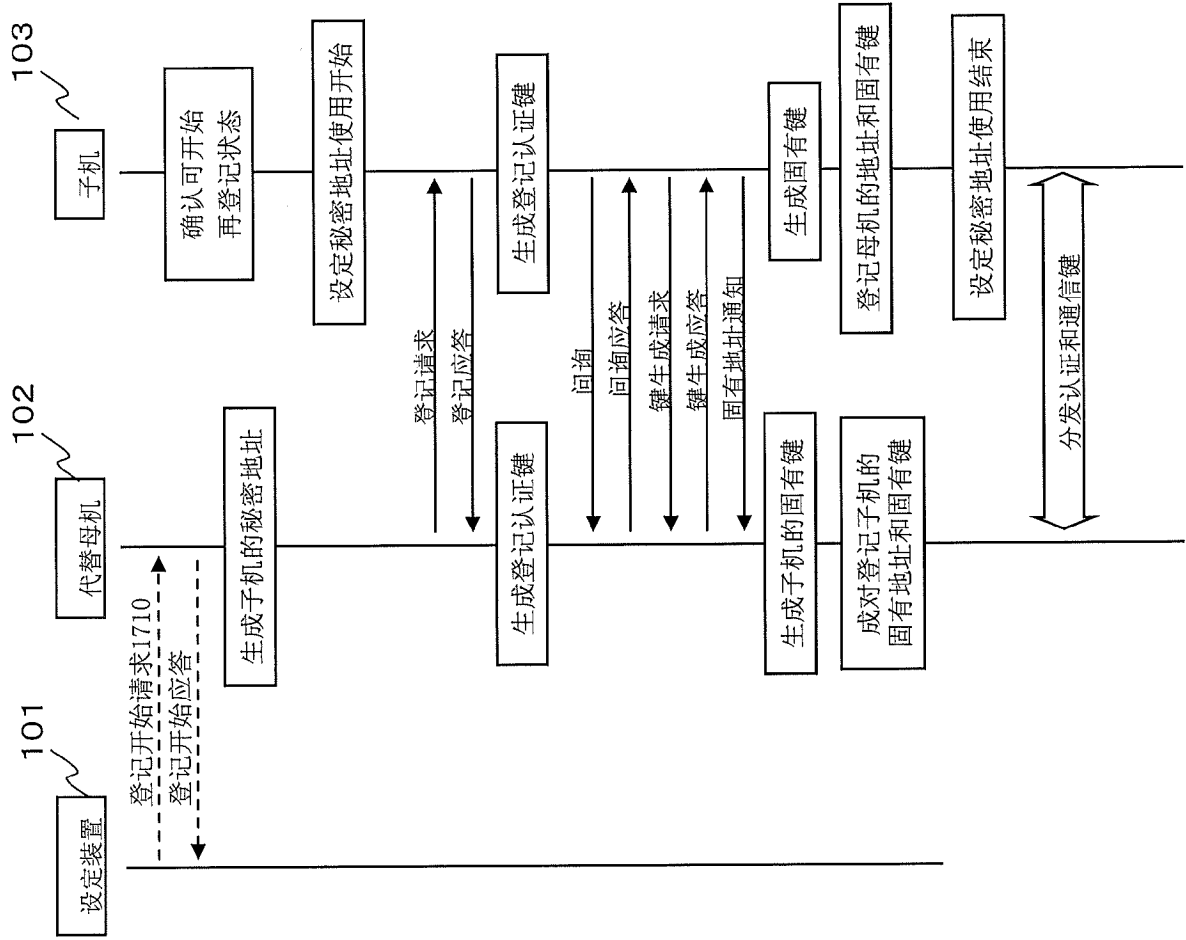 101
102
103
设定装置
代替母机
子机
登记开始请求1710
登记开始应答
确认可开始
再登记状态
生成子机的秘密地址
设定秘密地址使用开始
登记请求
登记应答
生成登记认证键
生成登记认证键
问询
问询应答
键生成请求
键生成应答
固有地址通知
生成子机的固有键
生成固有键
成对登记子机的
固有地址和固有键
登记母机的地址和固有键
设定秘密地址使用结束
分发认证和通信键